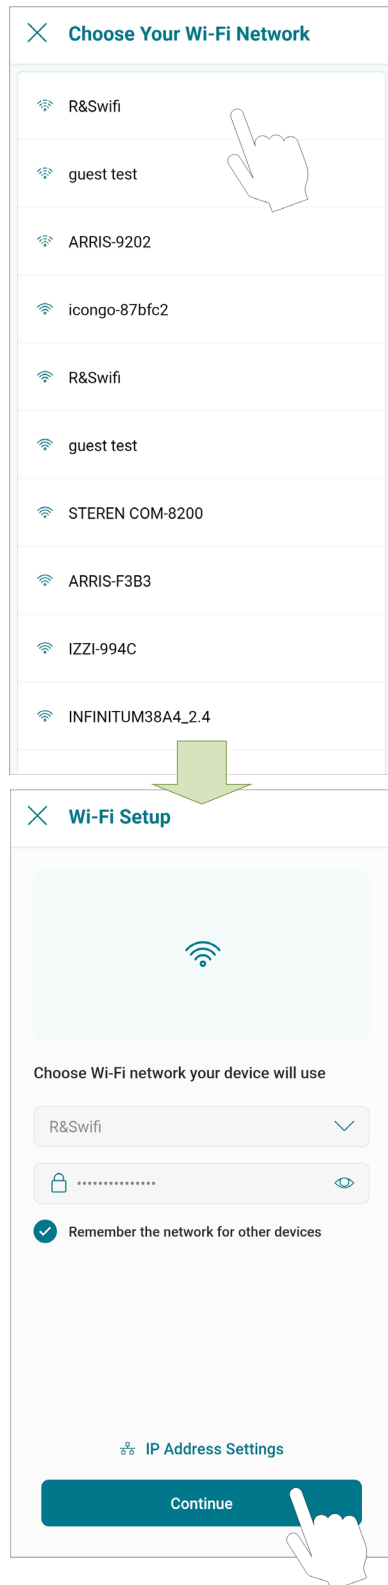 Choose Your Wi-Fi Network
R&Swifi
guest test
ARRIS-9202
icongo-87bfc2
R&Swifi
guest test
STEREN COM-8200
ARRIS-F3B3
IZZI-994C
INFINITUM38A4_2.4
Wi-Fi Setup
Choose Wi-Fi network your device will use
R&Swifi
•••••••••••••••
Remember the network for other devices
IP Address Settings
Continue